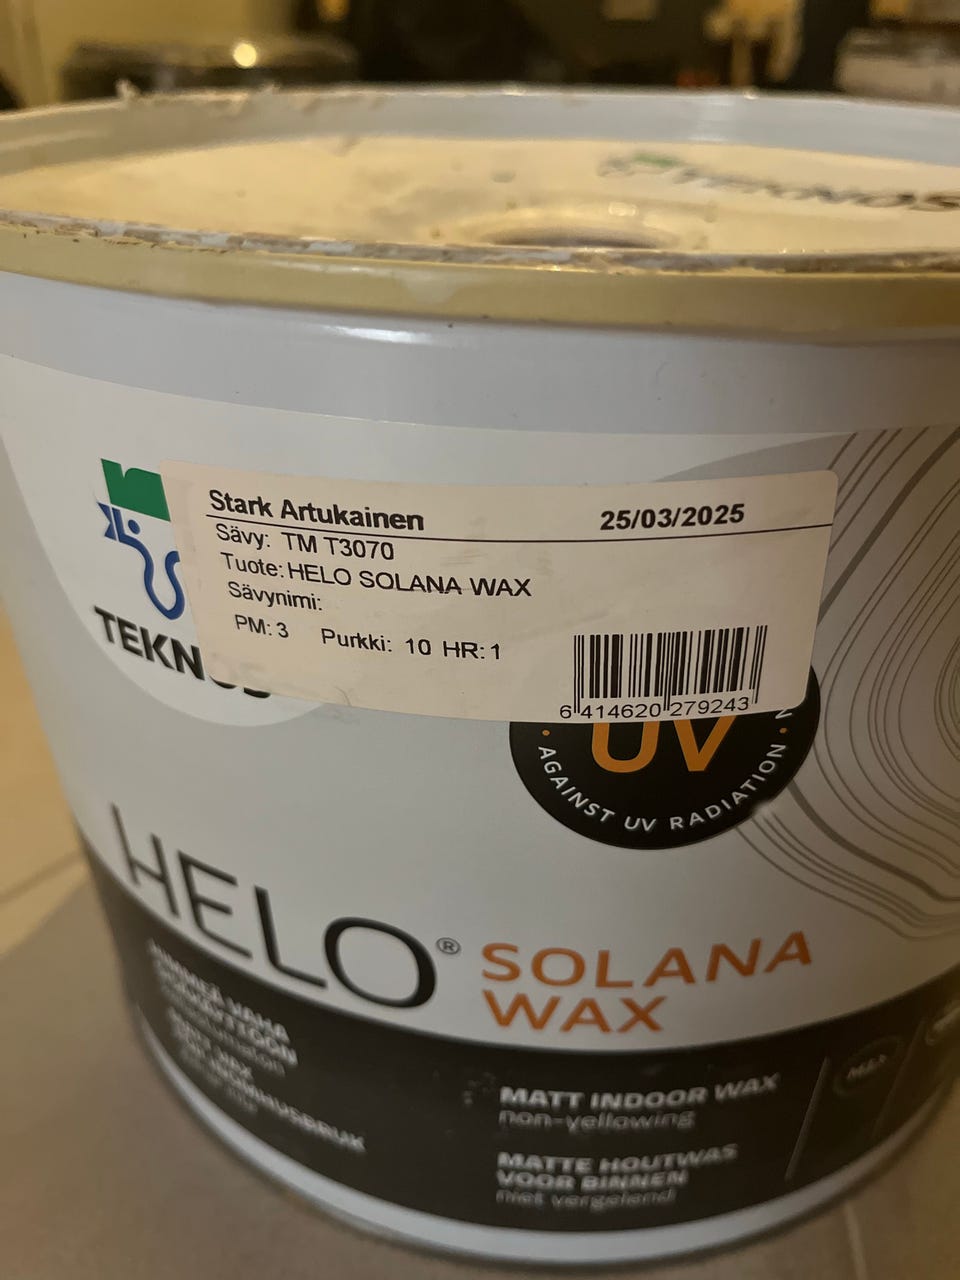 TEKNOS
Stark Artukainen 25/03/2025
Sävy: TM T3070
Tuote: HELO SOLANA WAX
Sävynimi:
PM: 3 Purkki: 10 HR: 1
6 414620 279243
TEKNOS
UV
AGAINST UV RADIATION
HELO® SOLANA
WAX
MATT INDOOR WAX
non-yellowing
MATTE HOUTWAS
VOOR BINNEN
niet vergelend